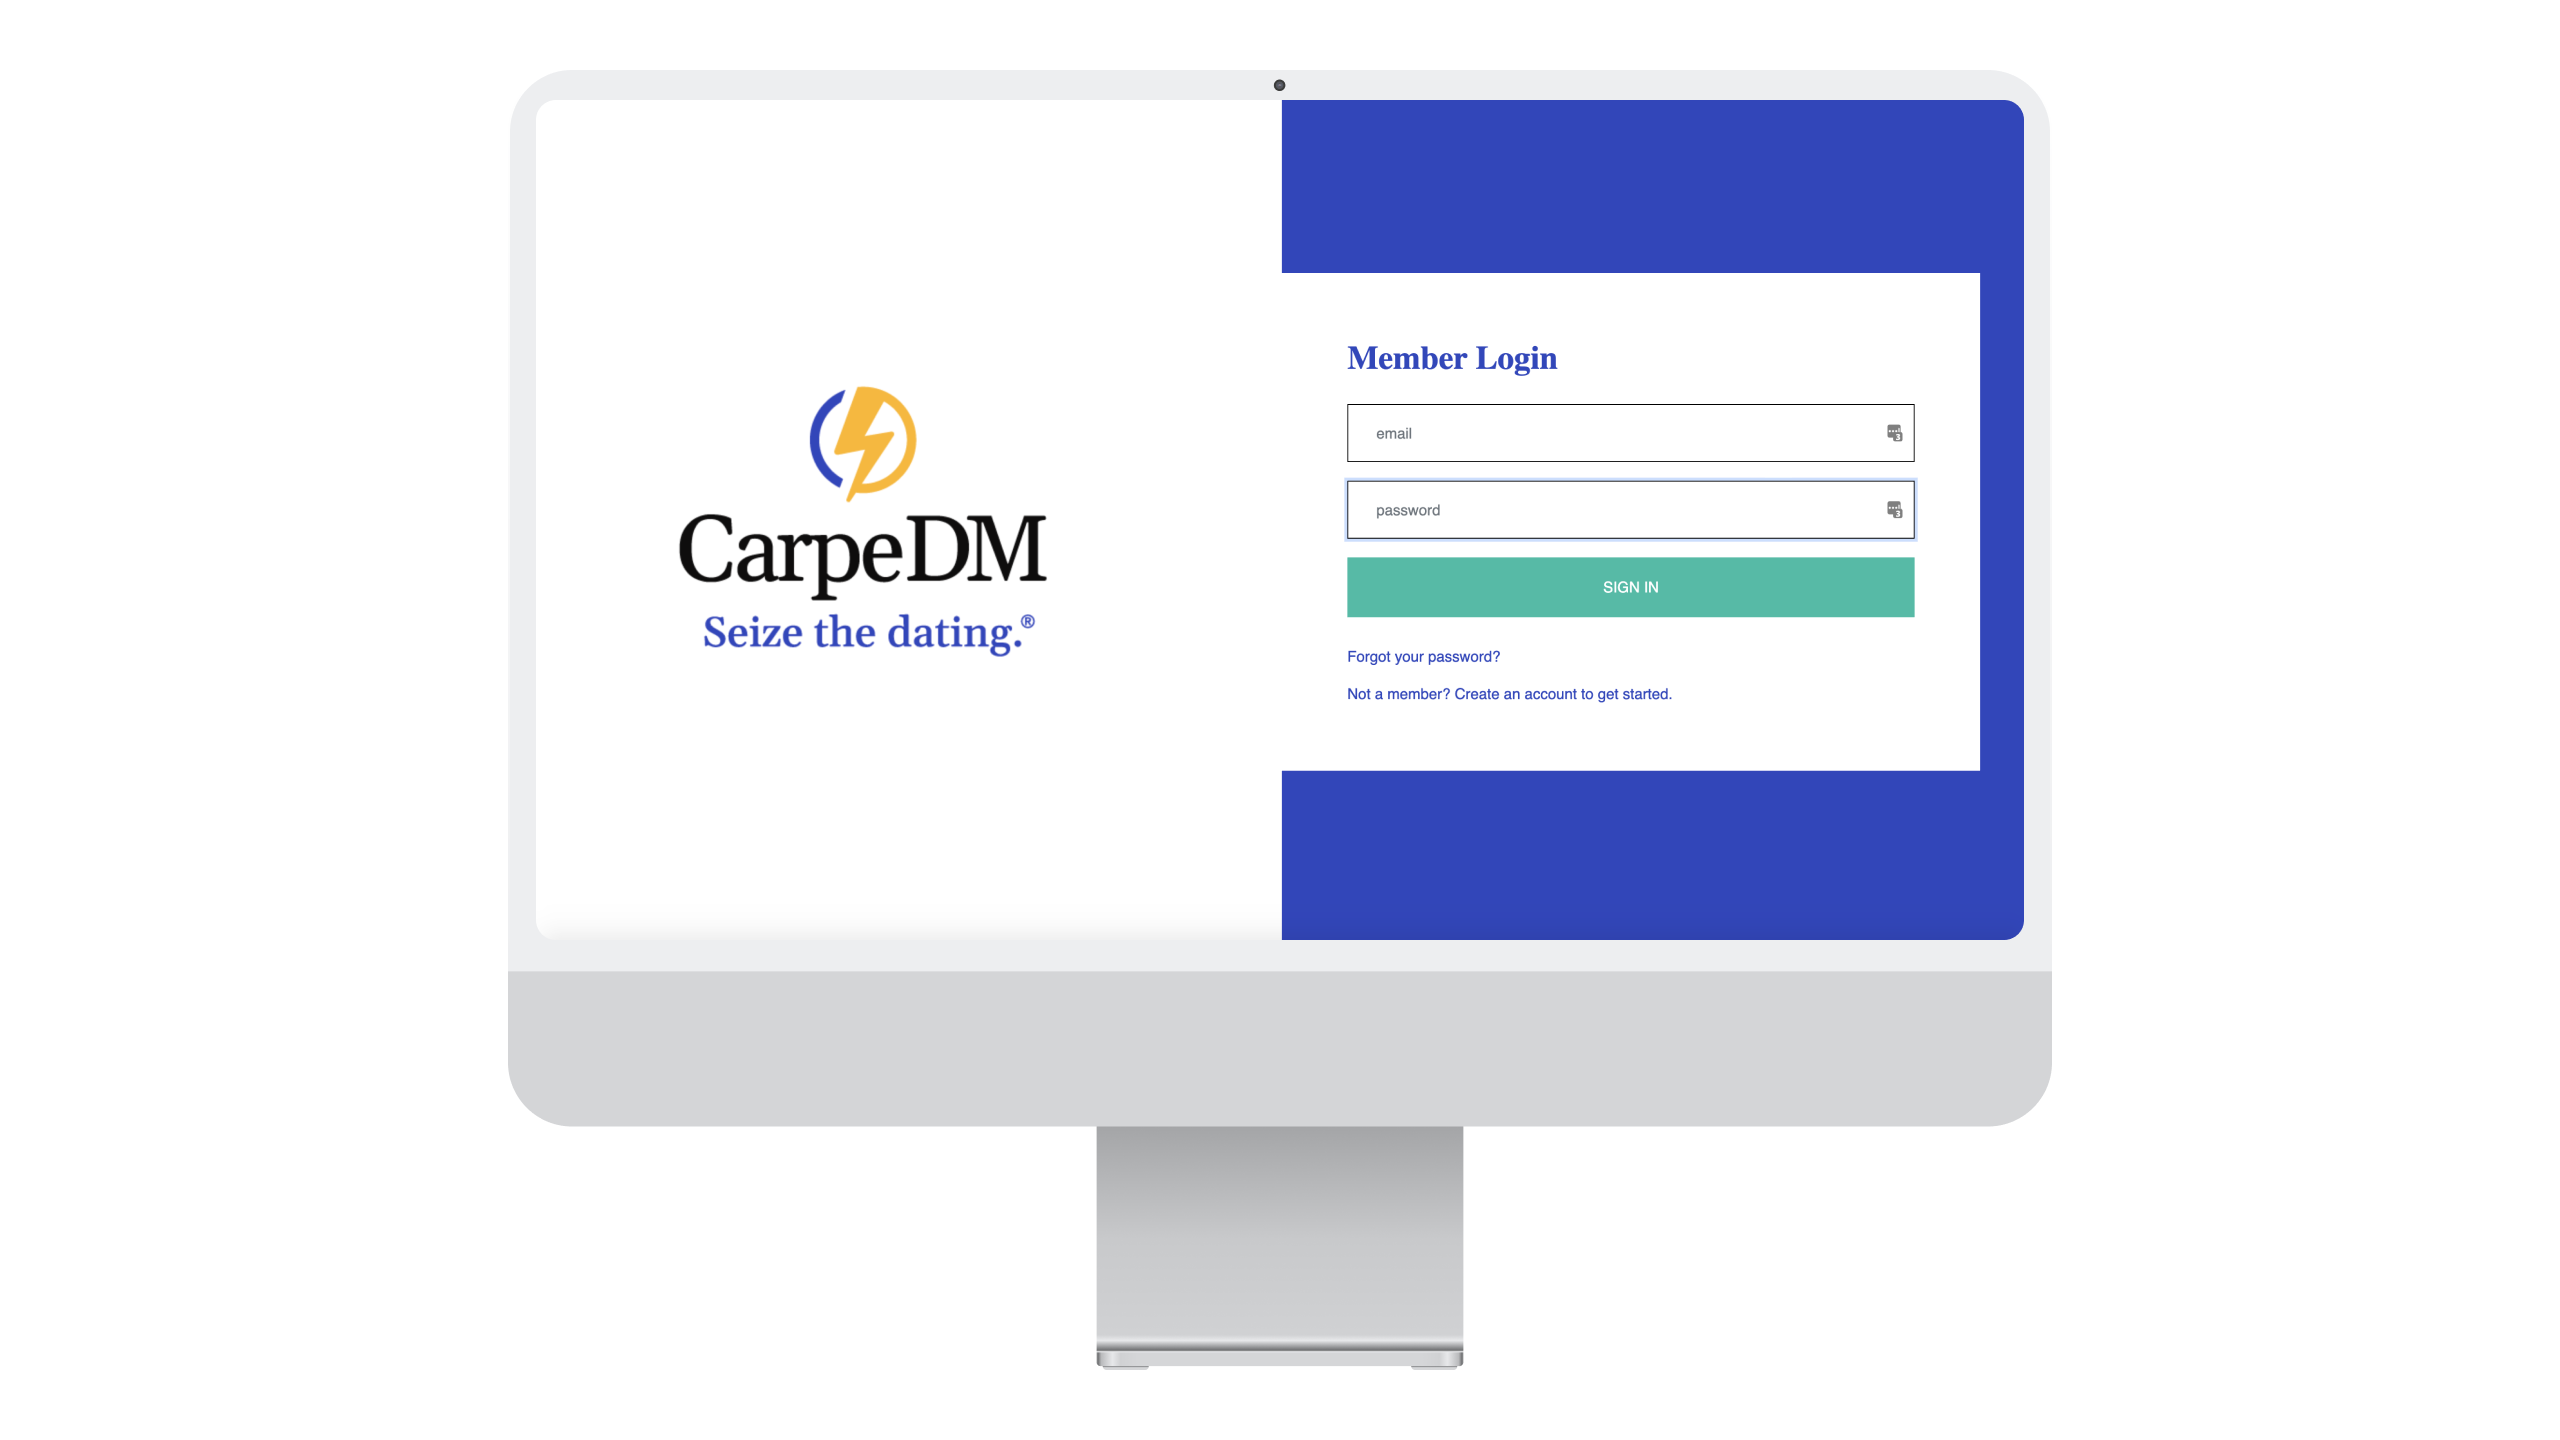 CarpeDM
Seize the dating.®
Member Login
email
password
SIGN IN
Forgot your password?
Not a member? Create an account to get started.